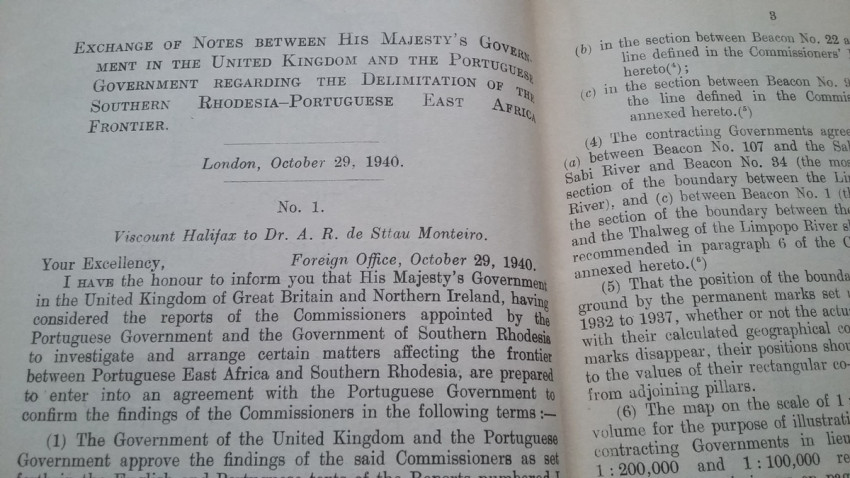 EXCHANGE OF NOTES BETWEEN HIS MAJESTY'S GOVERN-
MENT IN THE UNITED KINGDOM AND THE PORTUGUESE
GOVERNMENT REGARDING THE DELIMITATION OF THE
SOUTHERN RHODESIA–PORTUGUESE EAST AFRICA
FRONTIER.
London, October 29, 1940.
No. 1.
Viscount Halifax to Dr. A. R. de Sttau Monteiro.
Your Excellency, Foreign Office, October 29, 1940.
I HAVE the honour to inform you that His Majesty's Government
in the United Kingdom of Great Britain and Northern Ireland, having
considered the reports of the Commissioners appointed by the
Portuguese Government and the Government of Southern Rhodesia
to investigate and arrange certain matters affecting the frontier
between Portuguese East Africa and Southern Rhodesia, are prepared
to enter into an agreement with the Portuguese Government to
confirm the findings of the Commissioners in the following terms :—
(1) The Government of the United Kingdom and the Portuguese
Government approve the findings of the said Commissioners as set
3
(b) in the section between Beacon No. 22
line defined in the Commissioners'
hereto(⁴);
(c) in the section between Beacon No.
the line defined in the
annexed hereto.(⁵)
(4) The contracting Governments
(a) between Beacon No. 107 and the
Sabi River and Beacon No. 34 (the
section of the boundary between the
River), and (c) between Beacon No. 1
the section of the boundary between
and the Thalweg of the Limpopo River
recommended in paragraph 6 of the
annexed hereto.(⁶)
(5) That the position of the
ground by the permanent marks set
1932 to 1937, whether or not the
with their calculated geographical
marks disappear, their positions
to the values of their rectangular
from adjoining pillars.
(6) The map on the scale of 1 :
volume for the purpose of
contracting Governments in lieu
1 : 200,000 and 1 : 100,000